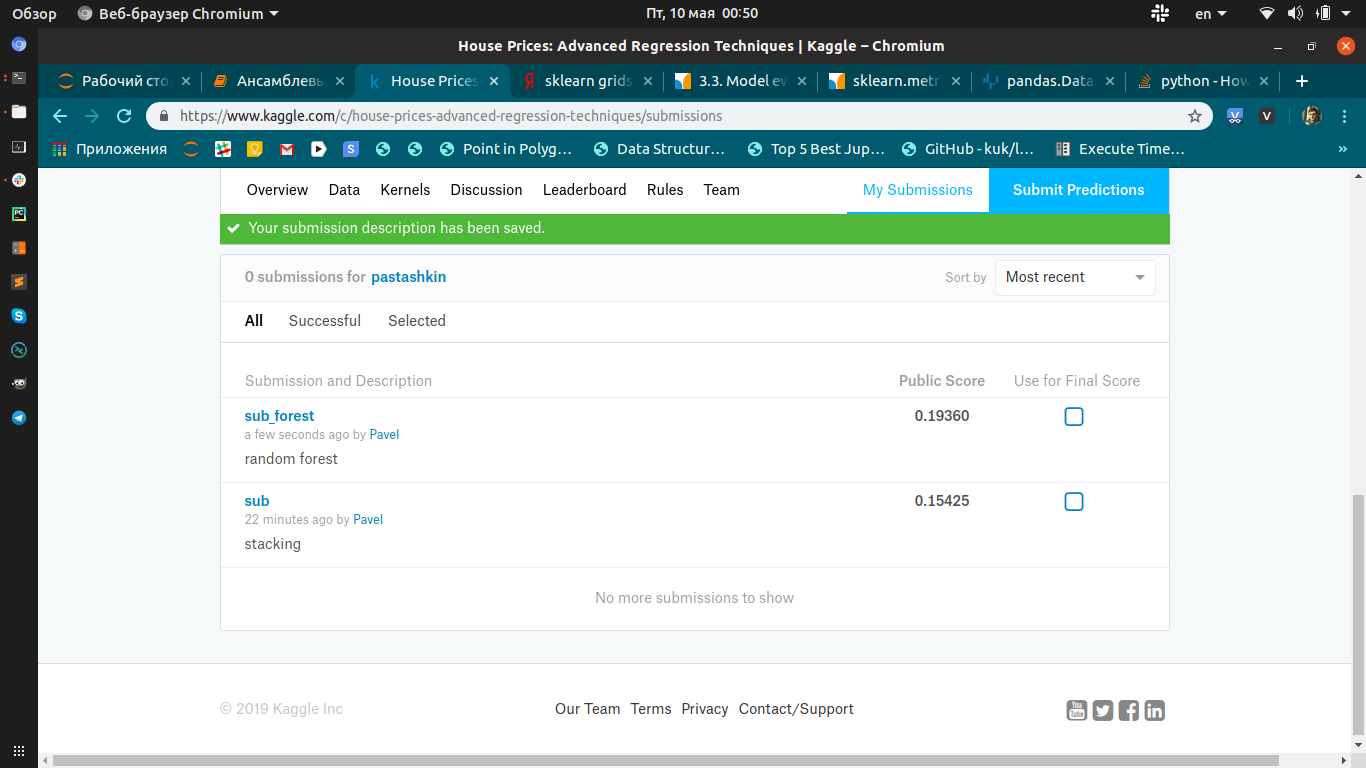 Обзор Веб-браузер Chromium Пт, 10 мая 00:50 en
House Prices: Advanced Regression Techniques | Kaggle – Chromium
Рабочий сто Ансамблевы House Prices sklearn grids 3.3. Model ev sklearn.metr pandas.Data python - How
https://www.kaggle.com/c/house-prices-advanced-regression-techniques/submissions
Приложения Point in Polyg… Data Structur… Top 5 Best Jup… GitHub - kuk/l… Execute Time… »
Overview Data Kernels Discussion Leaderboard Rules Team My Submissions Submit Predictions
Your submission description has been saved.
0 submissions for pastashkin Sort by Most recent
All Successful Selected
Submission and Description Public Score Use for Final Score
sub_forest 0.19360
a few seconds ago by Pavel
random forest
sub 0.15425
22 minutes ago by Pavel
stacking
No more submissions to show
© 2019 Kaggle Inc Our Team Terms Privacy Contact/Support